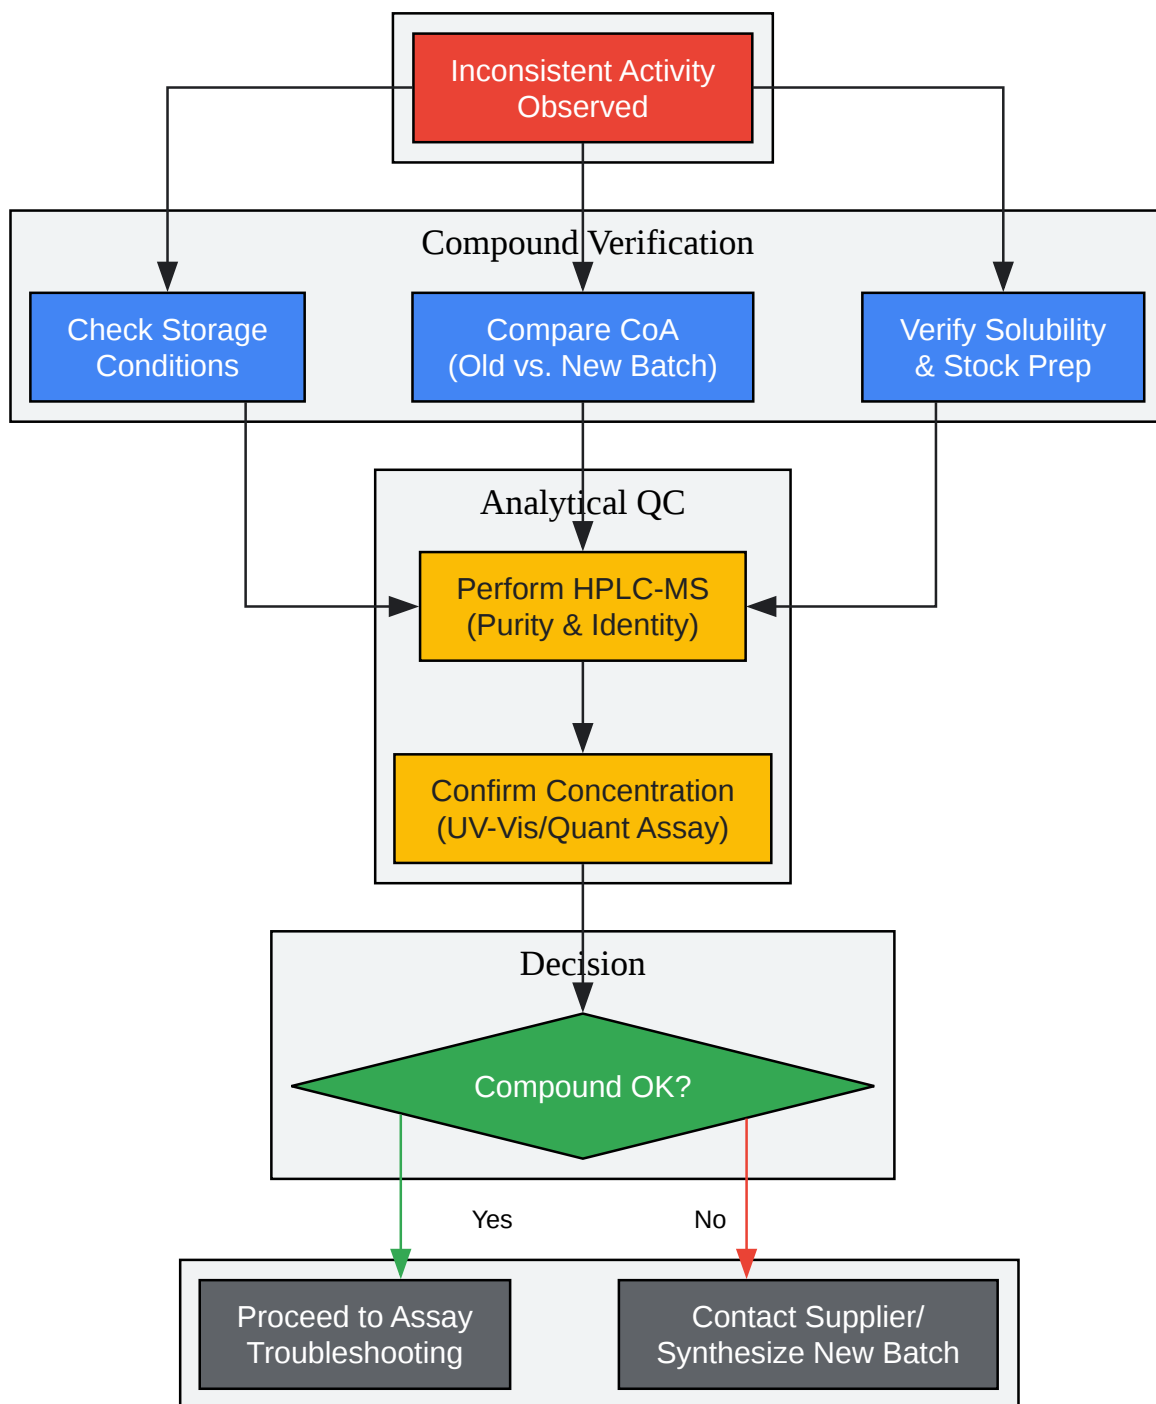 Inconsistent Activity
Observed
Compound Verification
Check Storage
Conditions
Compare CoA
(Old vs. New Batch)
Verify Solubility
& Stock Prep
Analytical QC
Perform HPLC-MS
(Purity & Identity)
Confirm Concentration
(UV-Vis/Quant Assay)
Decision
Compound OK?
Yes
No
Proceed to Assay
Troubleshooting
Contact Supplier/
Synthesize New Batch